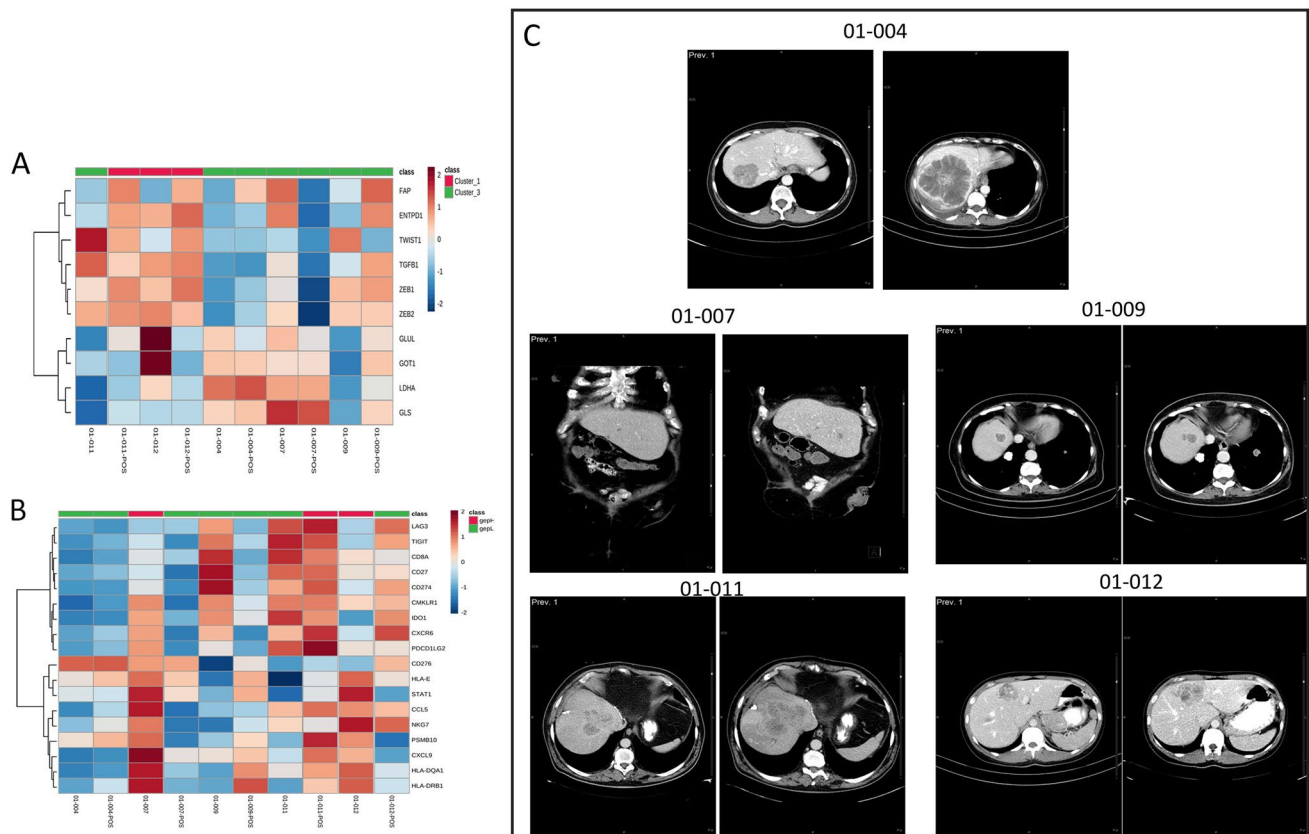 A
class
class
Cluster_1
Cluster_3
2
1
0
-1
-2
FAP
ENTPD1
TWIST1
TGFB1
ZEB1
ZEB2
GLUL
GOT1
LDHA
GLS
01-011
01-011-POS
01-012
01-012-POS
01-004
01-004-POS
01-007
01-007-POS
01-009
01-009-POS
B
class
class
gepH
gepL
2
1
0
-1
-2
LAG3
TIGIT
CD8A
CD27
CD274
CMKLR1
IDO1
CXCR6
PDCD1LG2
CD276
HLA-E
STAT1
CCL5
NKG7
PSMB10
CXCL9
HLA-DQA1
HLA-DRB1
01-004
01-004-POS
01-007
01-007-POS
01-009
01-009-POS
01-011
01-011-POS
01-012
01-012-POS
C
01-004
Prev. 1
01-007
Prev. 1
A
01-009
Prev. 1
01-011
Prev. 1
01-012
Prev. 1